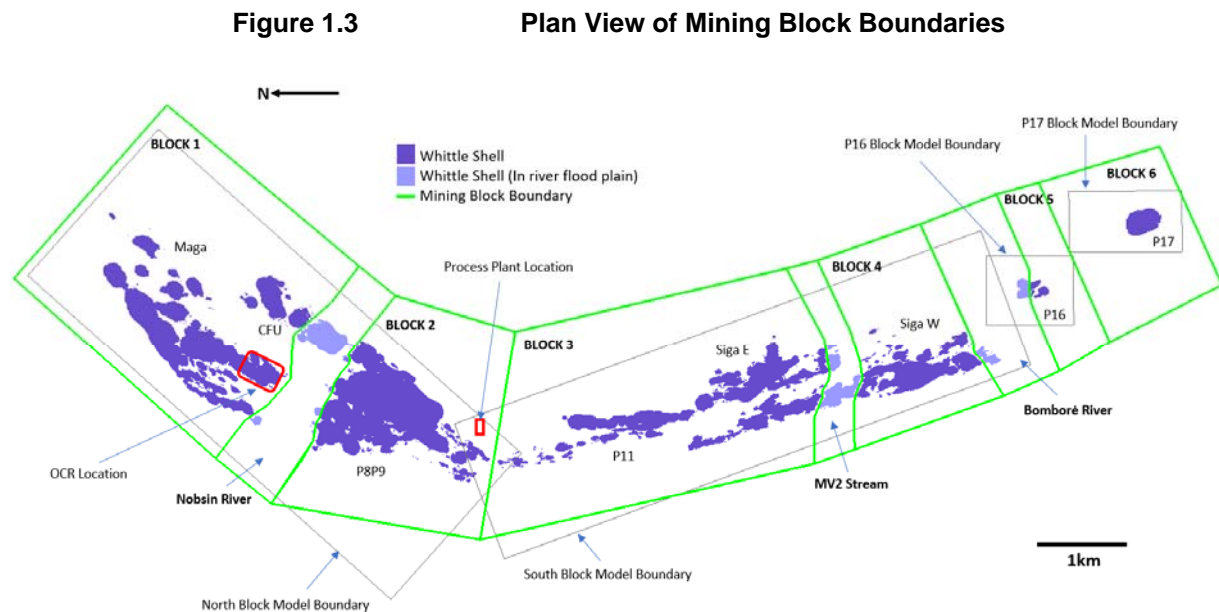 Figure 1.3 Plan View of Mining Block Boundaries
N
BLOCK 1
Whittle Shell
Whittle Shell (In river flood plain)
Mining Block Boundary
P17 Block Model Boundary
P16 Block Model Boundary
BLOCK 6
BLOCK 5
P17
Maga
Process Plant Location
BLOCK 4
P16
CFU
BLOCK 2
BLOCK 3
Siga E
Siga W
Bomboré River
OCR Location
P8P9
P11
Nobsin River
MV2 Stream
South Block Model Boundary
1km
North Block Model Boundary